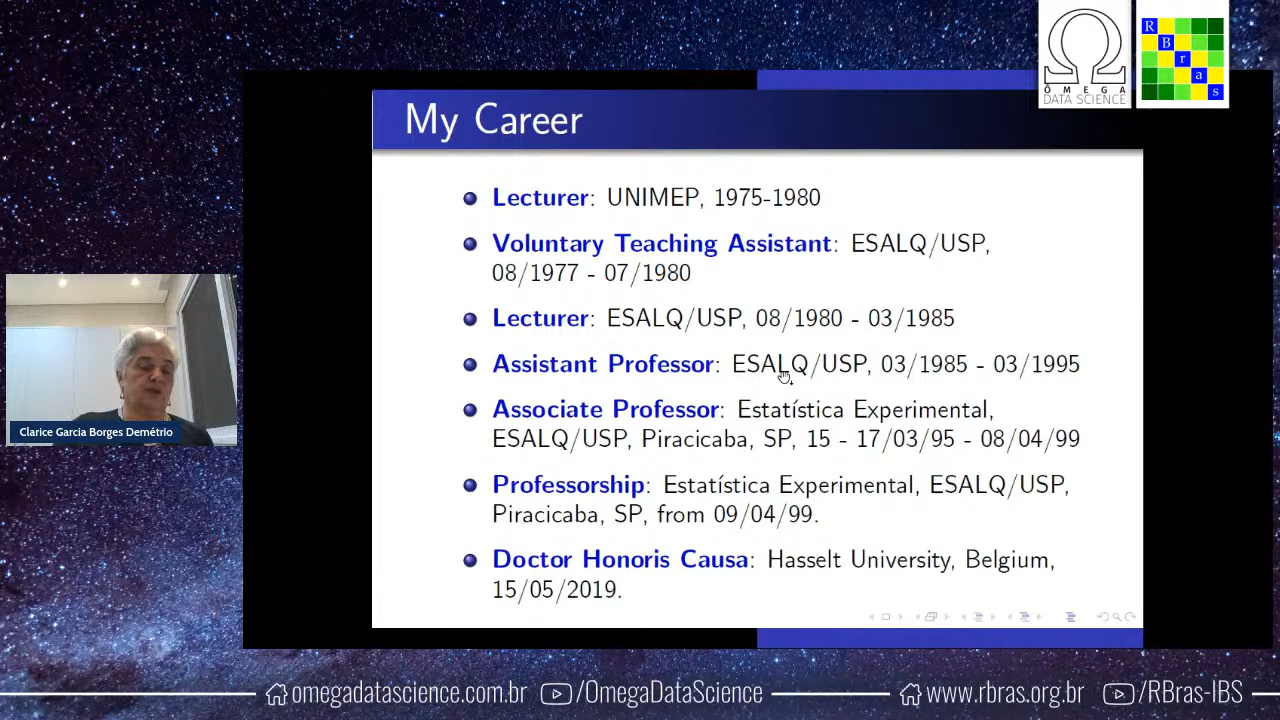 ÔMEGA
DATA SCIENCE
R
B
r
a
s
My Career
Lecturer: UNIMEP, 1975-1980
Voluntary Teaching Assistant: ESALQ/USP,
08/1977 - 07/1980
Lecturer: ESALQ/USP, 08/1980 - 03/1985
Assistant Professor: ESALQ/USP, 03/1985 - 03/1995
Associate Professor: Estatística Experimental,
ESALQ/USP, Piracicaba, SP, 15 - 17/03/95 - 08/04/99
Professorship: Estatística Experimental, ESALQ/USP,
Piracicaba, SP, from 09/04/99.
Doctor Honoris Causa: Hasselt University, Belgium,
15/05/2019.
Clarice Garcia Borges Demétrio
omegadatascience.com.br /OmegaDataScience www.rbras.org.br /RBras-IBS